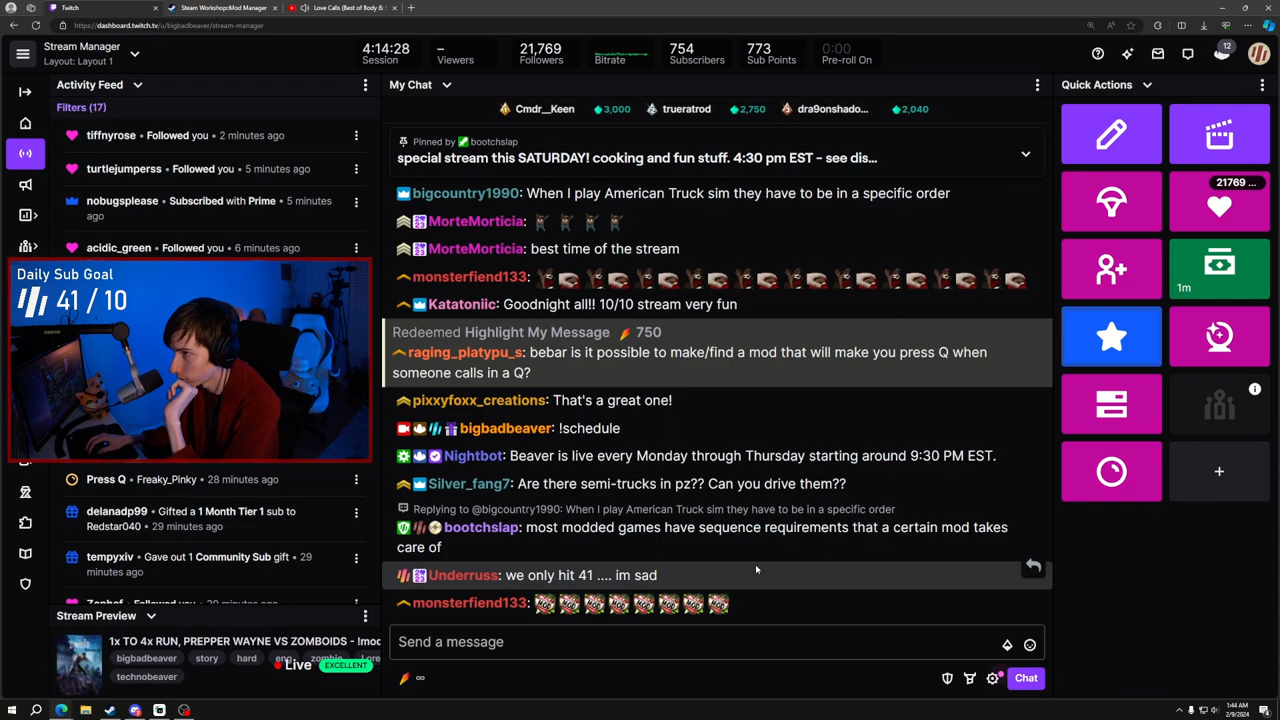 Twitch
Steam Workshop::Mod Manager
Love Calls (Best of Body &
https://dashboard.twitch.tv/u/bigbadbeaver/stream-manager
Stream Manager
Layout: Layout 1
4:14:28
Session
–
Viewers
21,769
Followers
Bitrate
754
Subscribers
773
Sub Points
0:00
Pre-roll On
12
Activity Feed
Filters (17)
tiffnyrose • Followed you • 2 minutes ago
turtlejumperss • Followed you • 5 minutes
ago
nobugsplease • Subscribed with Prime • 5 minutes
ago
acidic_green • Followed you • 6 minutes ago
Daily Sub Goal
41 / 10
Press Q • Freaky_Pinky • 28 minutes ago
delanadp99 • Gifted a 1 Month Tier 1 sub to
Redstar040 • 29 minutes ago
tempyxiv • Gave out 1 Community Sub gift • 29
minutes ago
Stream Preview
1x TO 4x RUN, PREPPER WAYNE VS ZOMBOIDS - !mod
bigbadbeaver
story
hard
eng
zombie
Lore
technobeaver
Live
EXCELLENT
My Chat
Cmdr__Keen
3,000
trueratrod
2,750
dra9onshado...
2,040
Pinned by bootchslap
special stream this SATURDAY! cooking and fun stuff. 4:30 pm EST - see dis...
bigcountry1990: When I play American Truck sim they have to be in a specific order
MorteMorticia:
MorteMorticia: best time of the stream
monsterfiend133:
Katatoniic: Goodnight all!! 10/10 stream very fun
Redeemed Highlight My Message 750
raging_platypu_s: bebar is it possible to make/find a mod that will make you press Q when
someone calls in a Q?
pixxyfoxx_creations: That's a great one!
bigbadbeaver: !schedule
Nightbot: Beaver is live every Monday through Thursday starting around 9:30 PM EST.
Silver_fang7: Are there semi-trucks in pz?? Can you drive them??
Replying to @bigcountry1990: When I play American Truck sim they have to be in a specific order
bootchslap: most modded games have sequence requirements that a certain mod takes
care of
Underruss: we only hit 41 .... im sad
monsterfiend133:
Send a message
∞
Chat
Quick Actions
21769 ...
1m
1:44 AM
2/9/2024